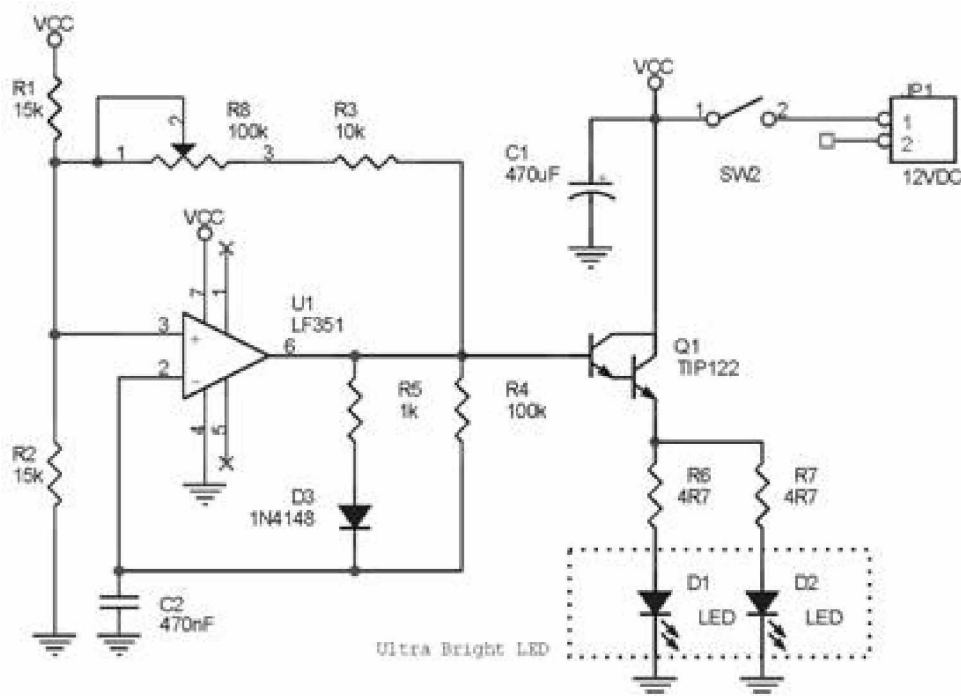 VCC
R1
15k
2
R8
100k
R3
10k
1
3
VCC
7
1
U1
LF351
3
2
6
4
5
R2
15k
R5
1k
R4
100k
D3
1N4148
C2
470nF
VCC
1
2
SW2
JP1
1
2
12VDC
C1
470uF
Q1
TIP122
R6
4R7
R7
4R7
D1
LED
D2
LED
Ultra Bright LED